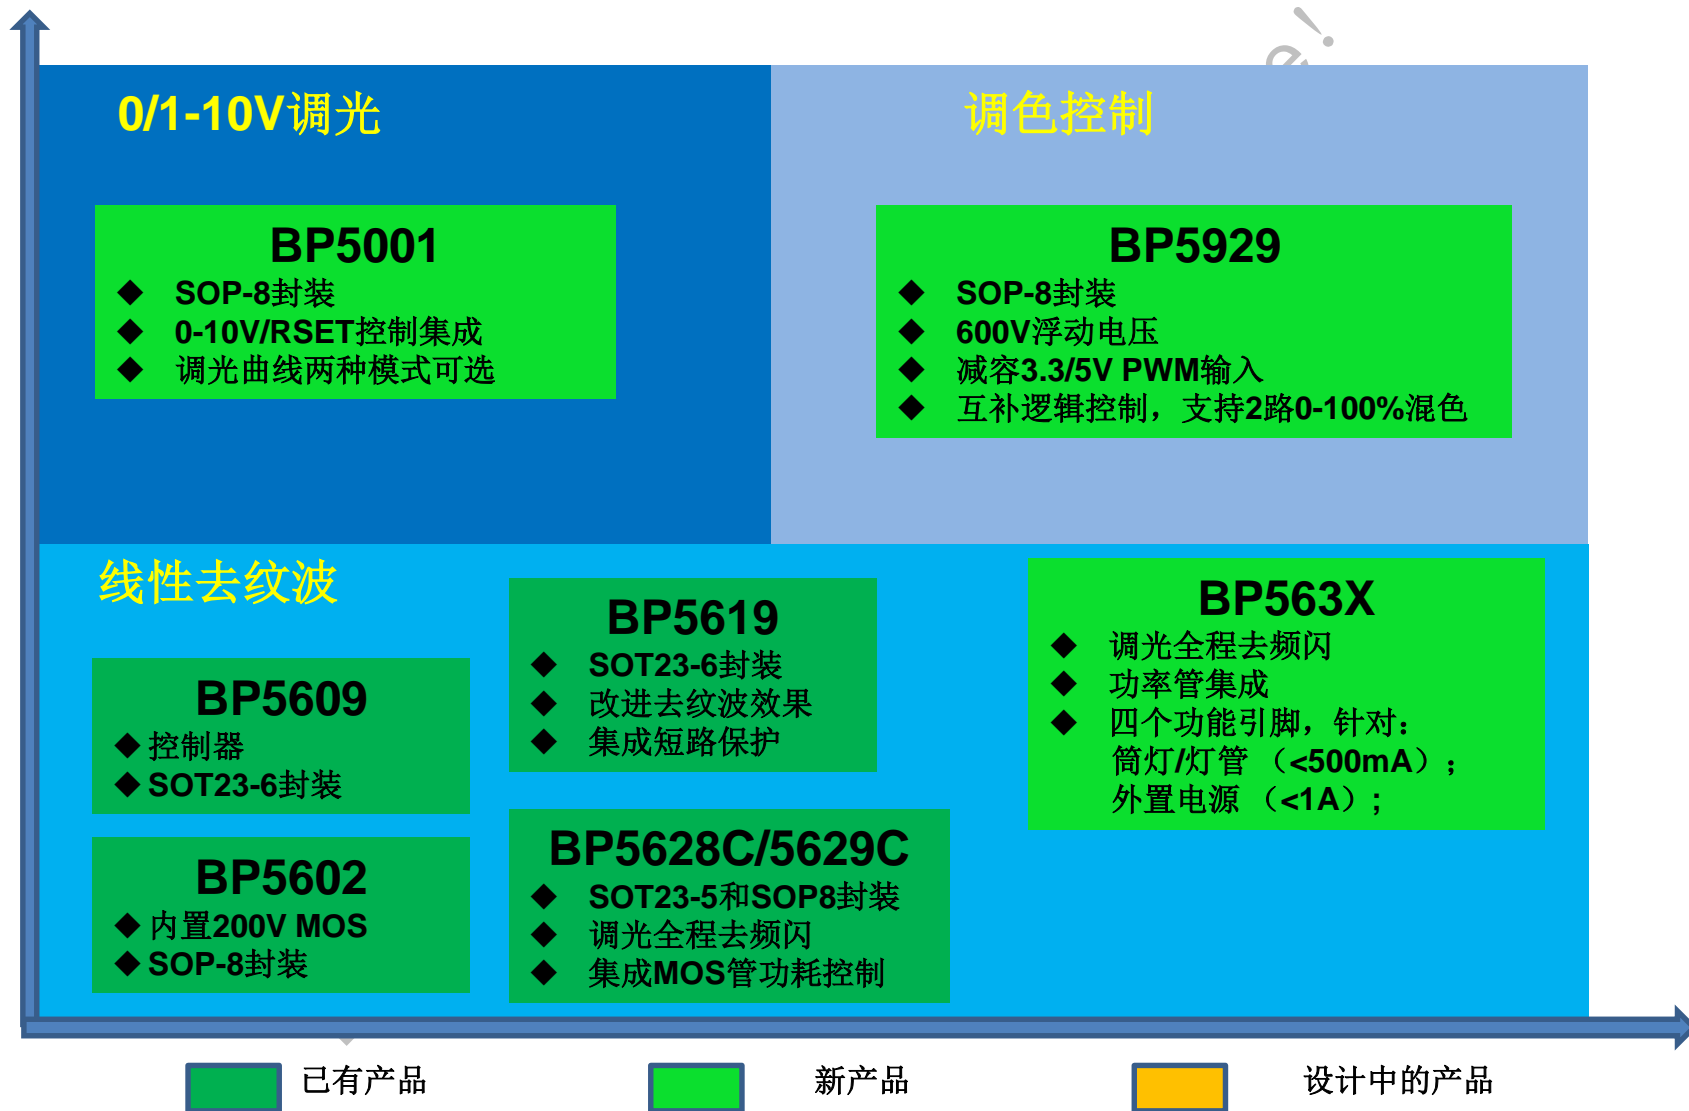 0/1-10V调光
BP5001
◆ SOP-8封装
◆ 0-10V/RSET控制集成
◆ 调光曲线两种模式可选
调色控制
BP5929
◆ SOP-8封装
◆ 600V浮动电压
◆ 减容3.3/5V PWM输入
◆ 互补逻辑控制，支持2路0-100%混色
线性去纹波
BP5609
◆控制器
◆SOT23-6封装
BP5602
◆内置200V MOS
◆SOP-8封装
BP5619
◆ SOT23-6封装
◆ 改进去纹波效果
◆ 集成短路保护
BP5628C/5629C
◆ SOT23-5和SOP8封装
◆ 调光全程去频闪
◆ 集成MOS管功耗控制
BP563X
◆ 调光全程去频闪
◆ 功率管集成
◆ 四个功能引脚，针对：
筒灯/灯管 （<500mA）；
外置电源 （<1A）;
已有产品
新产品
设计中的产品